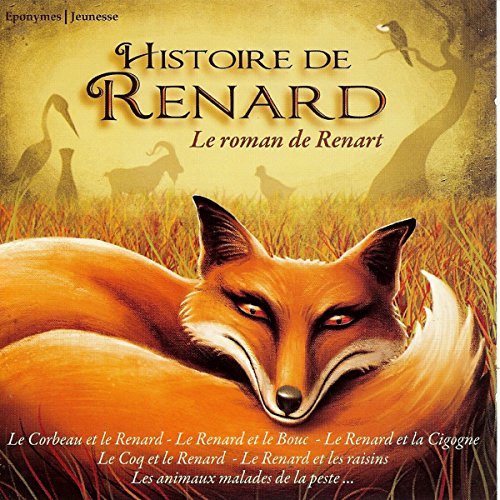 Eponymes | Jeunesse
HISTOIRE DE
RENARD
Le roman de Renart
Le Corbeau et le Renard - Le Renard et le Bouc - Le Renard et la Cigogne
Le Coq et le Renard - Le Renard et les raisins
Les animaux malades de la peste ...